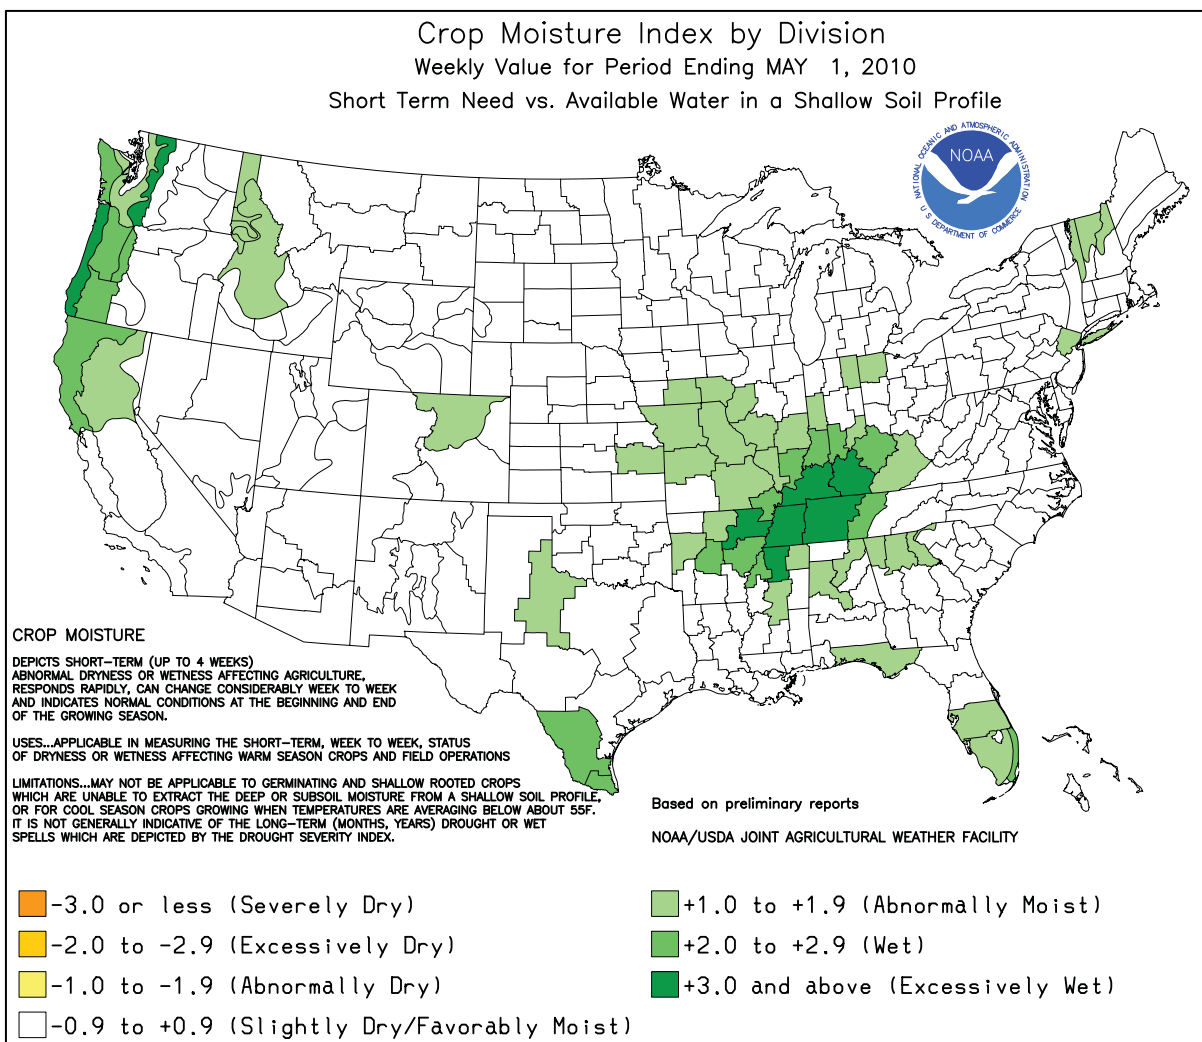 Crop Moisture Index by Division
Weekly Value for Period Ending MAY 1, 2010
Short Term Need vs. Available Water in a Shallow Soil Profile
NATIONAL OCEANIC AND ATMOSPHERIC ADMINISTRATION
NOAA
U.S. DEPARTMENT OF COMMERCE
CROP MOISTURE
DEPICTS SHORT-TERM (UP TO 4 WEEKS)
ABNORMAL DRYNESS OR WETNESS AFFECTING AGRICULTURE,
RESPONDS RAPIDLY, CAN CHANGE CONSIDERABLY WEEK TO WEEK
AND INDICATES NORMAL CONDITIONS AT THE BEGINNING AND END
OF THE GROWING SEASON.
USES...APPLICABLE IN MEASURING THE SHORT-TERM, WEEK TO WEEK, STATUS
OF DRYNESS OR WETNESS AFFECTING WARM SEASON CROPS AND FIELD OPERATIONS
LIMITATIONS...MAY NOT BE APPLICABLE TO GERMINATING AND SHALLOW ROOTED CROPS
WHICH ARE UNABLE TO EXTRACT THE DEEP OR SUBSOIL MOISTURE FROM A SHALLOW SOIL PROFILE,
OR FOR COOL SEASON CROPS GROWING WHEN TEMPERATURES ARE AVERAGING BELOW ABOUT 55F.
IT IS NOT GENERALLY INDICATIVE OF THE LONG-TERM (MONTHS, YEARS) DROUGHT OR WET
SPELLS WHICH ARE DEPICTED BY THE DROUGHT SEVERITY INDEX.
Based on preliminary reports
NOAA/USDA JOINT AGRICULTURAL WEATHER FACILITY
-3.0 or less (Severely Dry)
-2.0 to -2.9 (Excessively Dry)
-1.0 to -1.9 (Abnormally Dry)
-0.9 to +0.9 (Slightly Dry/Favorably Moist)
+1.0 to +1.9 (Abnormally Moist)
+2.0 to +2.9 (Wet)
+3.0 and above (Excessively Wet)